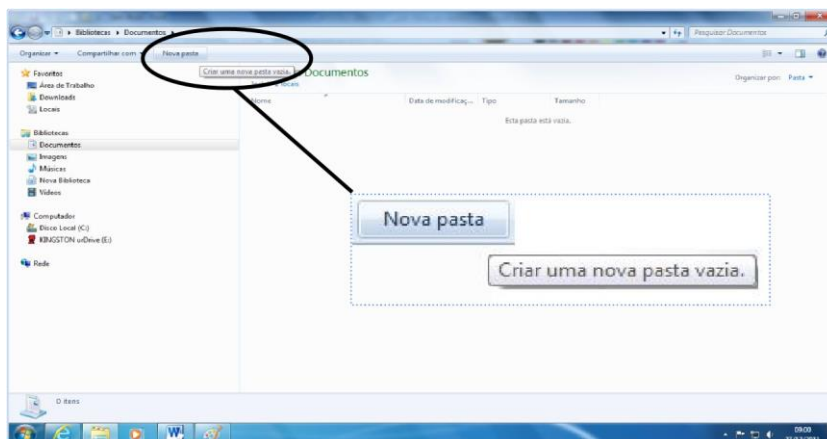 Bibliotecas ▸ Documentos ▸
Pesquisar Documentos
Organizar
Compartilhar com
Nova pasta
Criar uma nova pasta vazia.
Documentos
locais
Organizar por: Pasta
Nome
Data de modificaç...
Tipo
Tamanho
Esta pasta está vazia.
Favoritos
Área de Trabalho
Downloads
Locais
Bibliotecas
Documentos
Imagens
Músicas
Nova Biblioteca
Vídeos
Computador
Disco Local (C:)
KINGSTON urDrive (E:)
Rede
Nova pasta
Criar uma nova pasta vazia.
0 itens
09:00